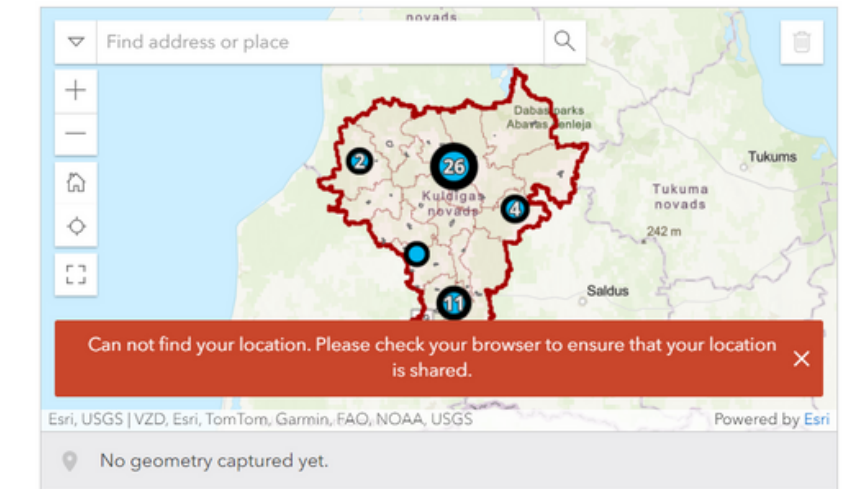 novads
Find address or place
Dabas parks
Abavas senleja
2
26
Tukums
Kuldīgas
novads
4
Tukuma
novads
242 m
Saldus
11
Can not find your location. Please check your browser to ensure that your location
is shared.
Esri, USGS | VZD, Esri, TomTom, Garmin, FAO, NOAA, USGS
Powered by Esri
No geometry captured yet.